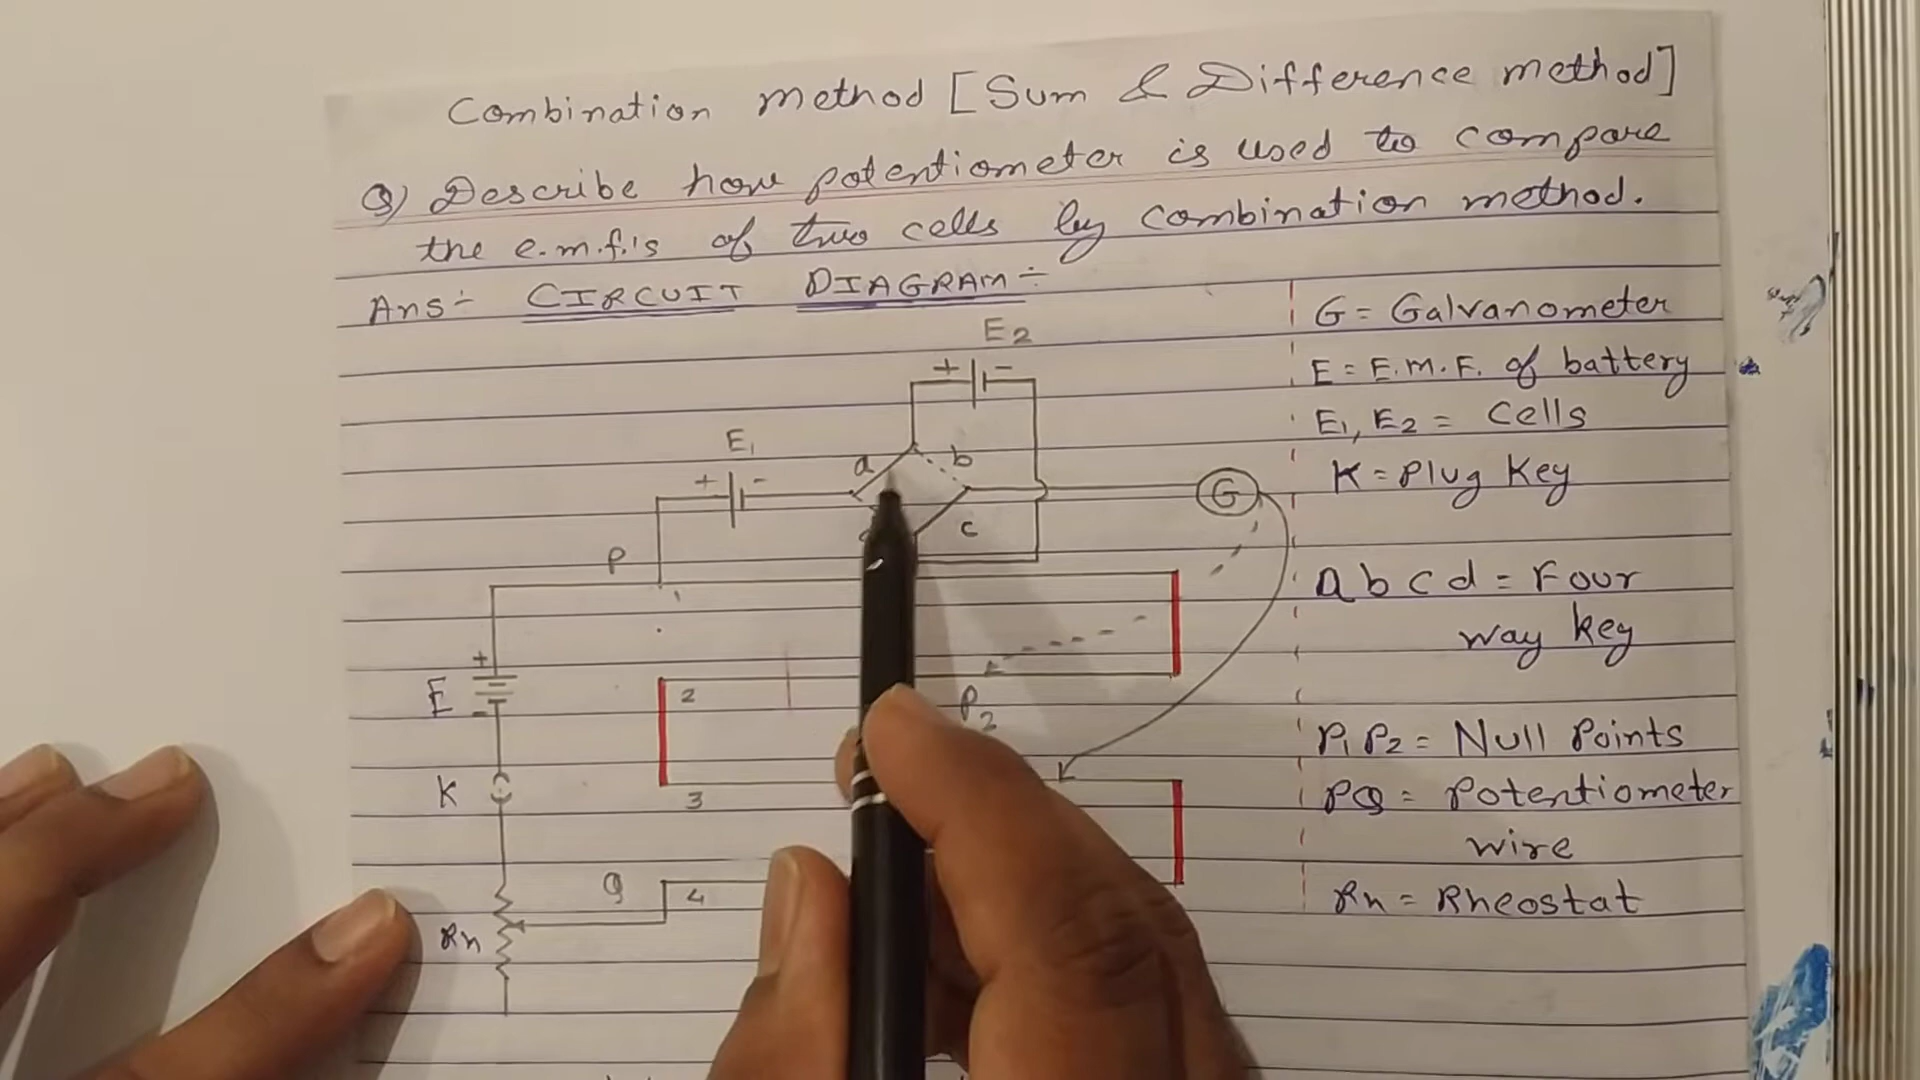 Combination method [Sum & Difference method]
Q) Describe how potentiometer is used to compare
the e.m.f.'s of two cells by combination method.
Ans÷ CIRCUIT DIAGRAM÷
E2
+ -
E1
+ -
a
b
c
G
P
1
+
E
-
2
P2
K
3
Q
4
Rh
G = Galvanometer
E = E.M.F. of battery
E1, E2 = Cells
K = Plug Key
a b c d = Four
way key
P1 P2 = Null Points
PQ = Potentiometer
wire
Rh = Rheostat